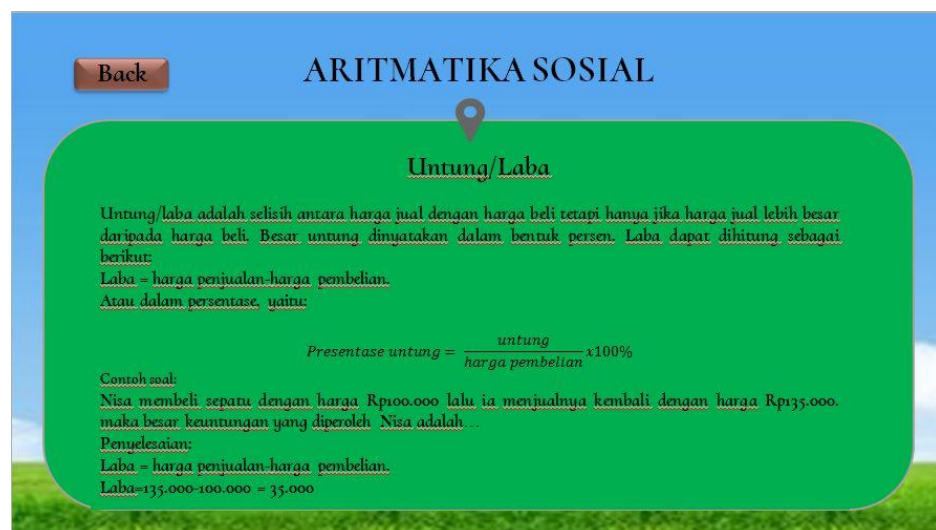 Back
ARITMATIKA SOSIAL
Untung/Laba
Untung/laba adalah selisih antara harga jual dengan harga beli tetapi hanya jika harga jual lebih besar
daripada harga beli. Besar untung dinyatakan dalam bentuk persen. Laba dapat dihitung sebagai
berikut:
Laba = harga penjualan-harga pembelian.
Atau dalam persentase, yaitu:
Presentase untung = untung / harga pembelian x100%
Contoh soal:
Nisa membeli sepatu dengan harga Rp100.000 lalu ia menjualnya kembali dengan harga Rp135.000.
maka besar keuntungan yang diperoleh Nisa adalah...
Penyelesaian:
Laba = harga penjualan-harga pembelian.
Laba=135.000-100.000 = 35.000